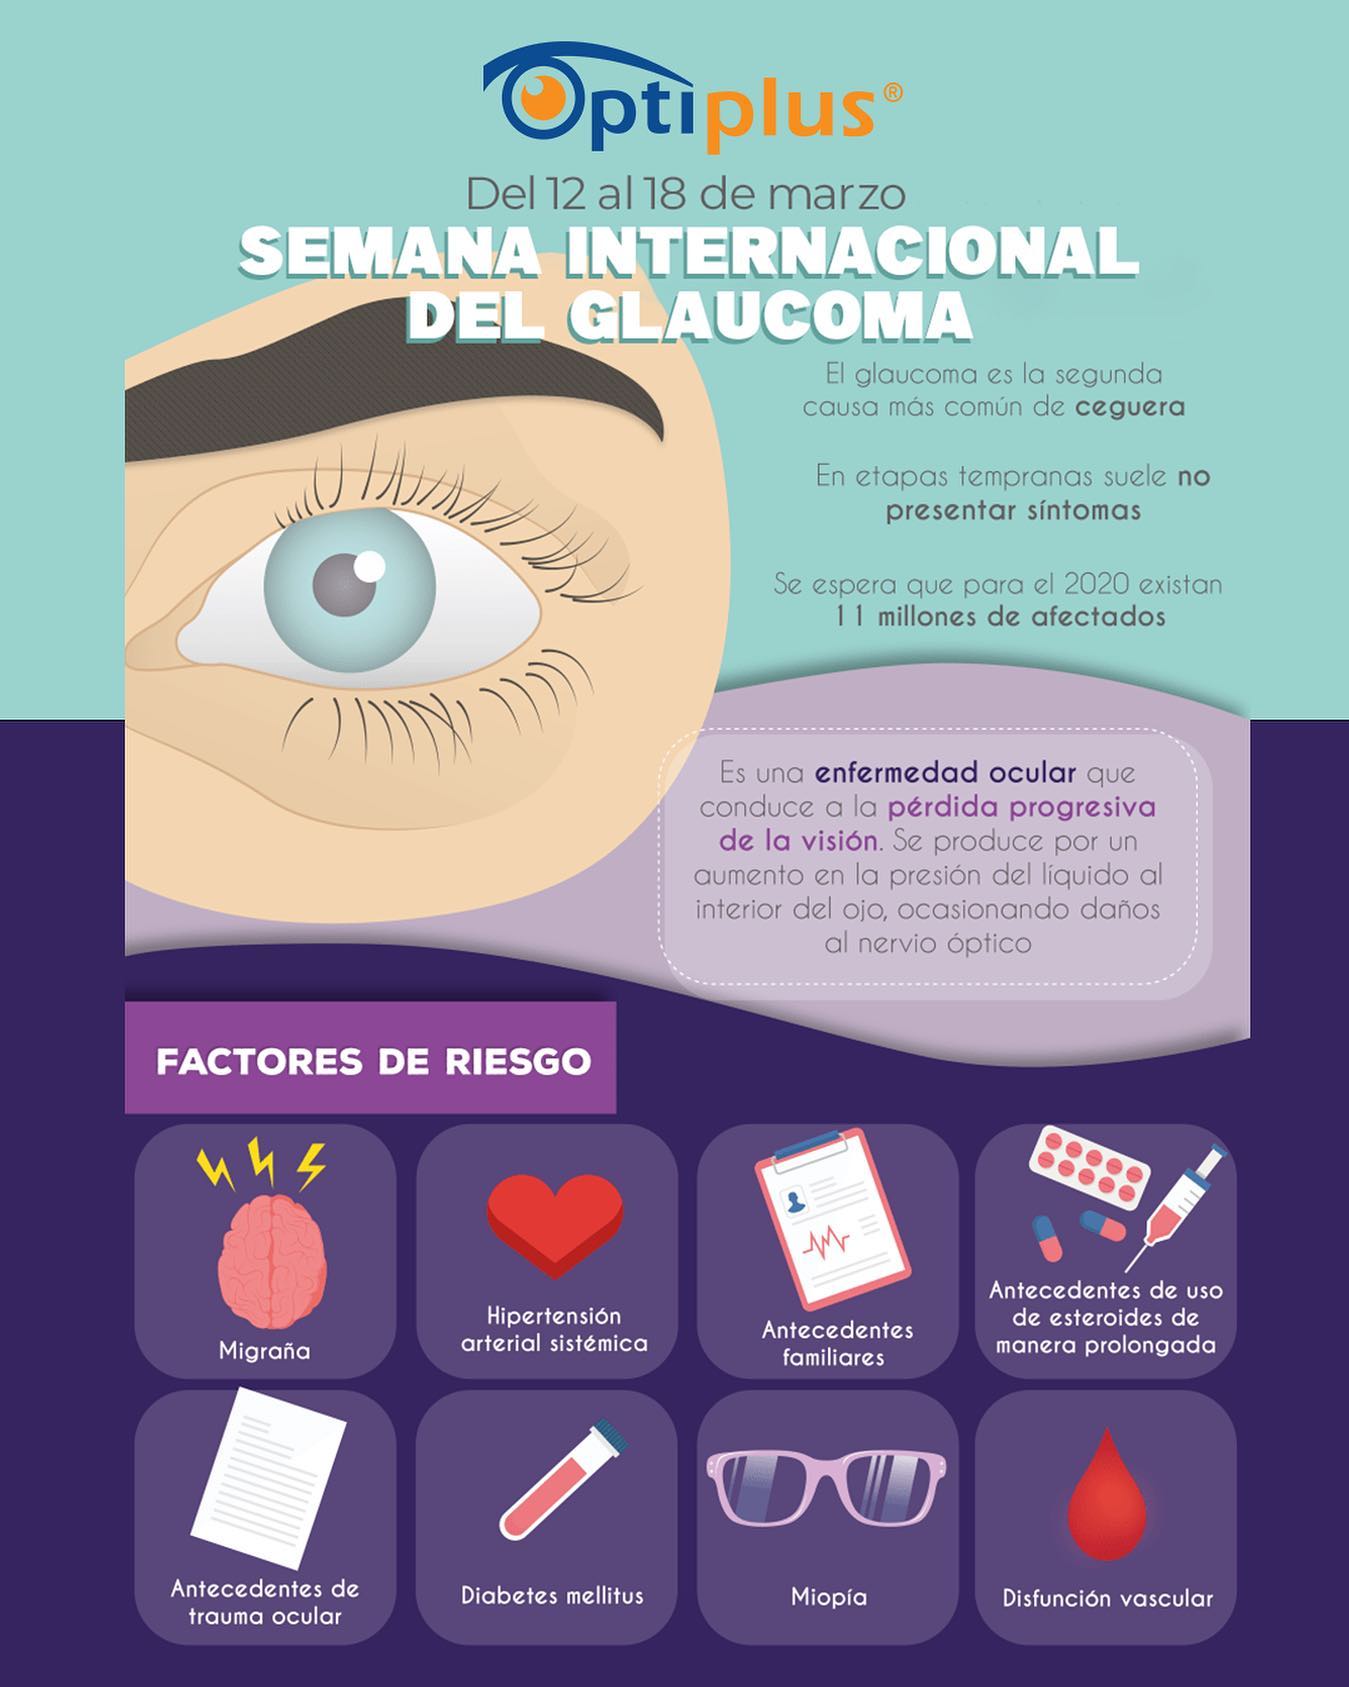 Optiplus®
Del 12 al 18 de marzo
SEMANA INTERNACIONAL
DEL GLAUCOMA
El glaucoma es la segunda
causa más común de ceguera
En etapas tempranas suele no
presentar síntomas
Se espera que para el 2020 existan
11 millones de afectados
Es una enfermedad ocular que
conduce a la pérdida progresiva
de la visión. Se produce por un
aumento en la presión del líquido al
interior del ojo, ocasionando daños
al nervio óptico
FACTORES DE RIESGO
Migraña
Hipertensión
arterial sistémica
Antecedentes
familiares
Antecedentes de uso
de esteroides de
manera prolongada
Antecedentes de
trauma ocular
Diabetes mellitus
Miopía
Disfunción vascular